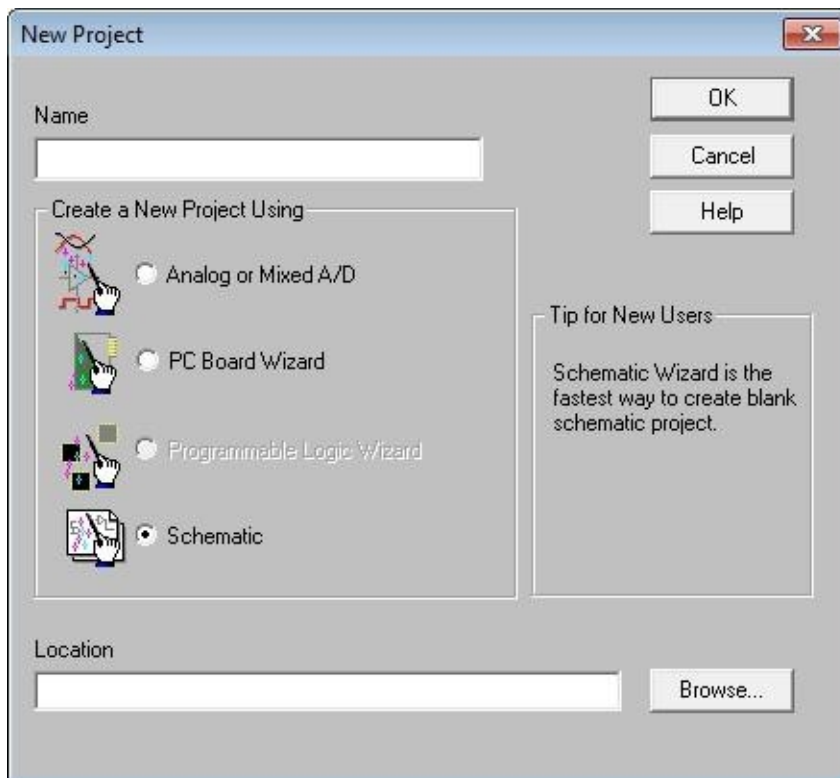 New Project
Name
OK
Cancel
Help
Create a New Project Using
Analog or Mixed A/D
PC Board Wizard
Programmable Logic Wizard
Schematic
Tip for New Users
Schematic Wizard is the
fastest way to create blank
schematic project.
Location
Browse...